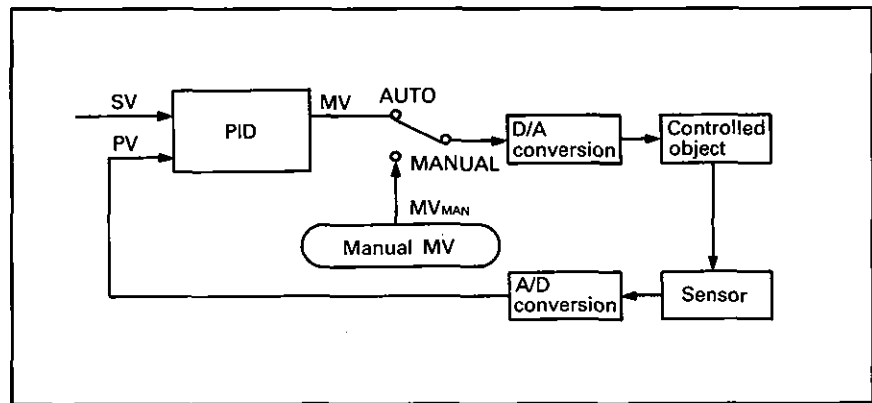 SV
MV
AUTO
PID
PV
D/A
conversion
Controlled
object
MANUAL
MVMAN
Manual MV
A/D
conversion
Sensor